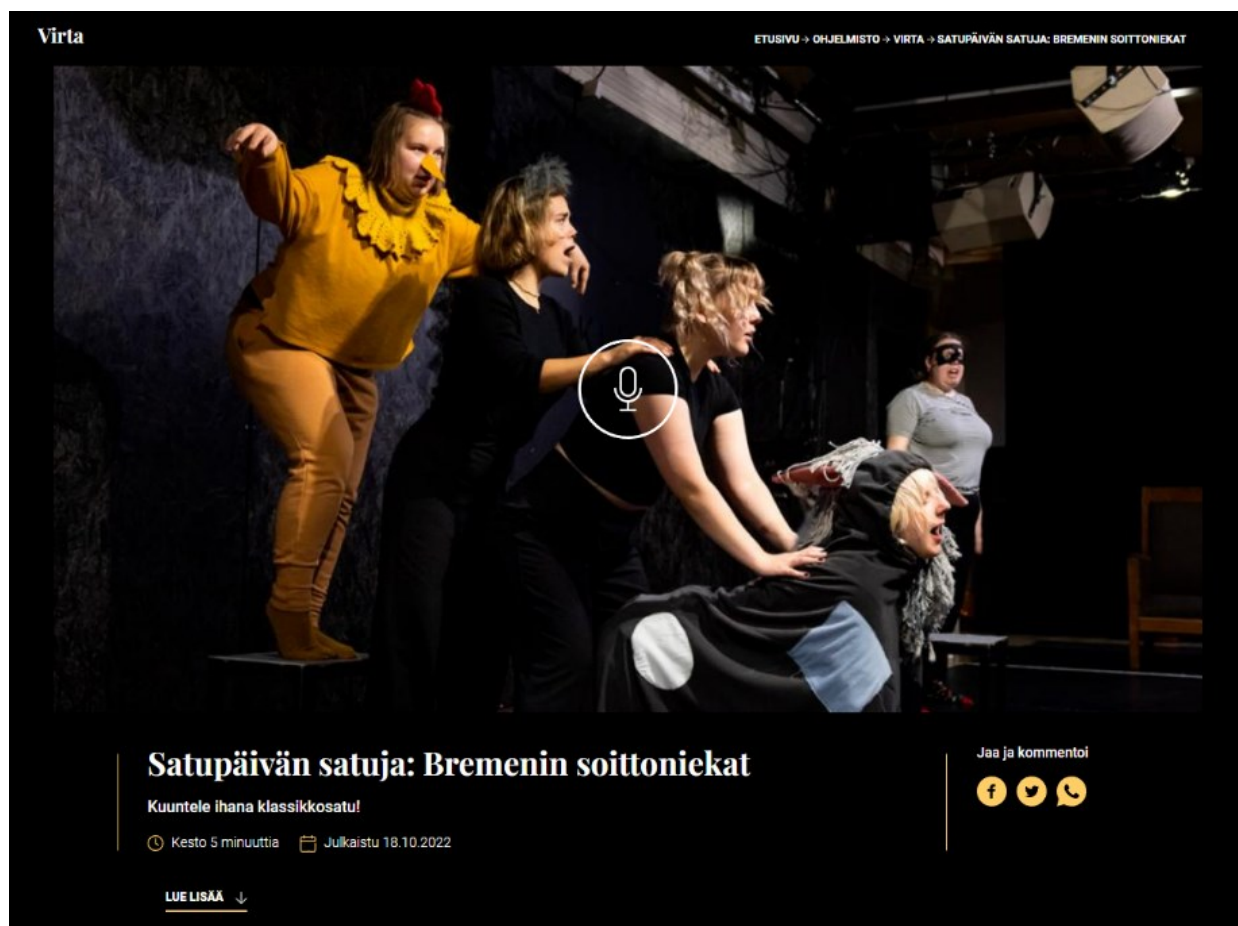 Virta
ETUSIVU → OHJELMISTO → VIRTA → SATUPÄIVÄN SATUJA: BREMENIN SOITTONIEKAT
Satupäivän satuja: Bremenin soittoniekat
Kuuntele ihana klassikkosatu!
Kesto 5 minuuttia Julkaistu 18.10.2022
LUE LISÄÄ ↓
Jaa ja kommentoi